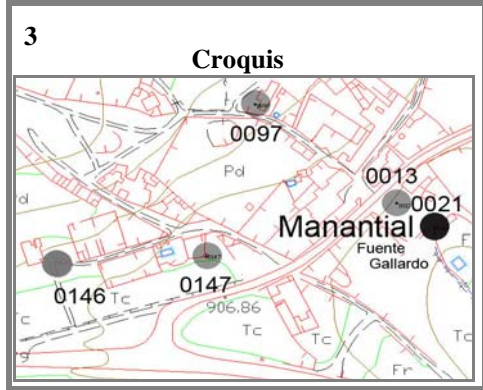 3
Croquis
0097
Pd
0013
0021
Manantial
Fuente
Gallardo
0146
0147
Tc
906.86
Tc
Tc
Fr
Tc